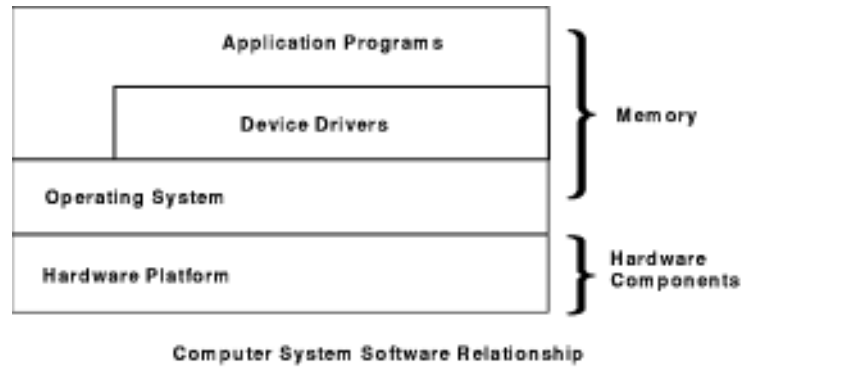 Application Programs
Device Drivers
Memory
Operating System
Hardware Platform
Hardware
Components
Computer System Software Relationship